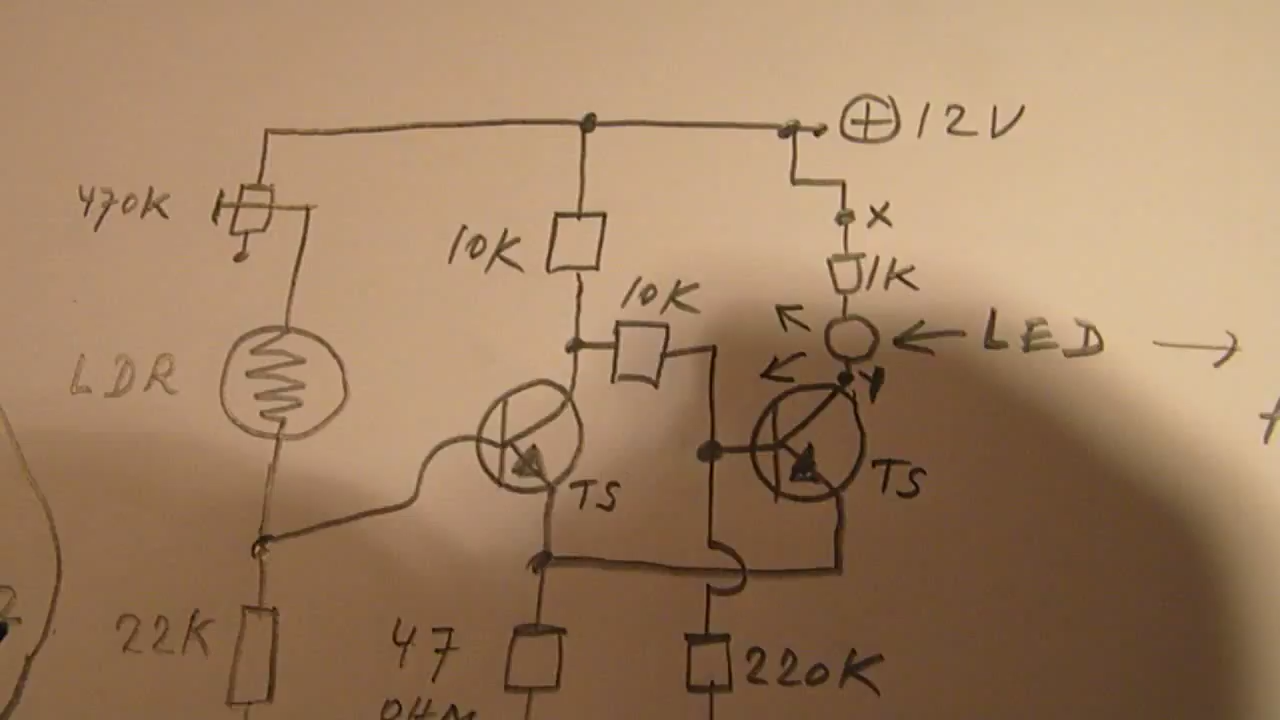 + 12V
470K
X
10K
1K
10K
LED
LDR
Y
TS
TS
22K
47
OHM
220K